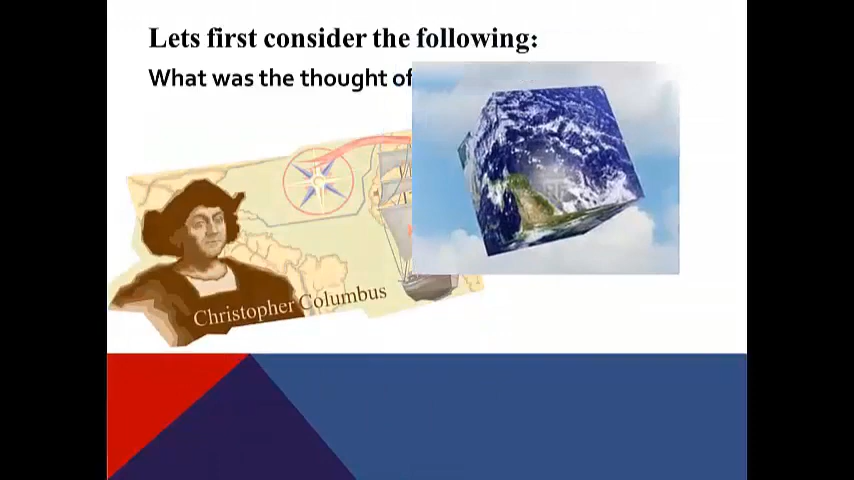 Lets first consider the following:
What was the thought of
Christopher Columbus